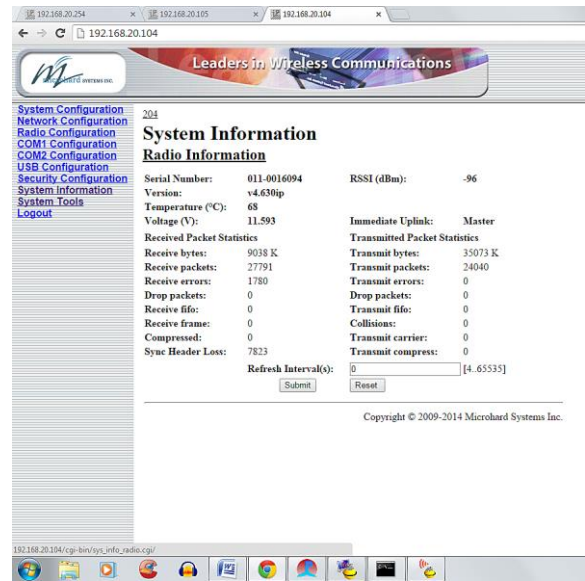 192.168.20.254 192.168.20.105 192.168.20.104
192.168.20.104
Microhard SYSTEMS INC.
Leaders in Wireless Communications
System Configuration
Network Configuration
Radio Configuration
COM1 Configuration
COM2 Configuration
USB Configuration
Security Configuration
System Information
System Tools
Logout
204
System Information
Radio Information
Serial Number: 011-0016094 RSSI (dBm): -96
Version: v4.630ip
Temperature (°C): 68
Voltage (V): 11.593 Immediate Uplink: Master
Received Packet Statistics Transmitted Packet Statistics
Receive bytes: 9038 K Transmit bytes: 35073 K
Receive packets: 27791 Transmit packets: 24040
Receive errors: 1780 Transmit errors: 0
Drop packets: 0 Drop packets: 0
Receive fifo: 0 Transmit fifo: 0
Receive frame: 0 Collisions: 0
Compressed: 0 Transmit carrier: 0
Sync Header Loss: 7823 Transmit compress: 0
Refresh Interval(s): 0 [4..65535]
Submit Reset
Copyright © 2009-2014 Microhard Systems Inc.
192.168.20.104/cgi-bin/sys_info_radio.cgi/